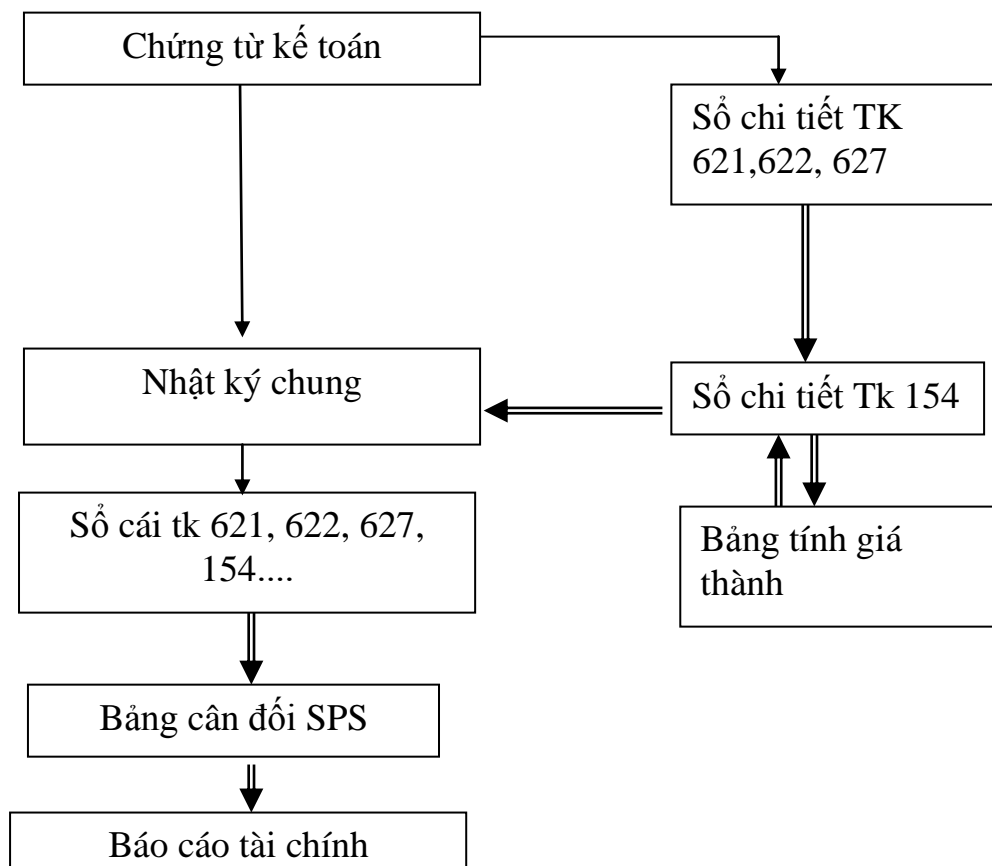 Chứng từ kế toán
Sổ chi tiết TK
621,622, 627
Nhật ký chung
Sổ chi tiết Tk 154
Sổ cái tk 621, 622, 627,
154....
Bảng tính giá
thành
Bảng cân đối SPS
Báo cáo tài chính